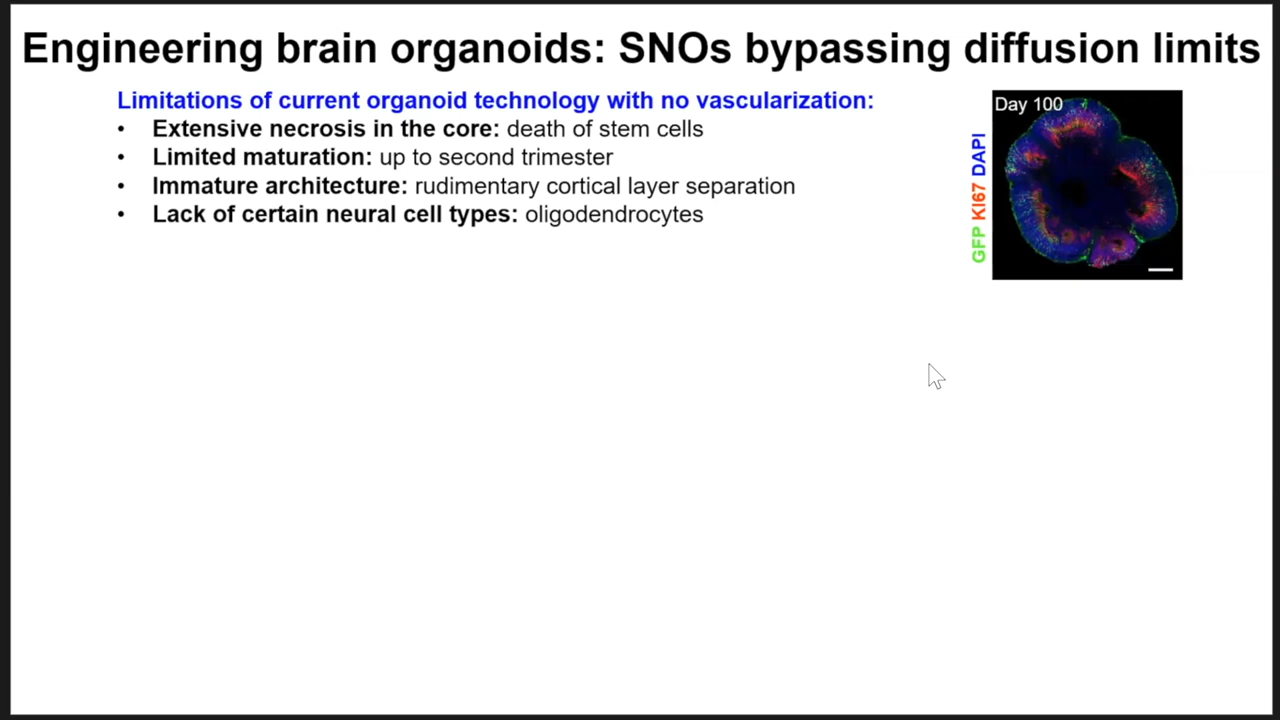 Engineering brain organoids: SNOs bypassing diffusion limits
Limitations of current organoid technology with no vascularization:
• Extensive necrosis in the core: death of stem cells
• Limited maturation: up to second trimester
• Immature architecture: rudimentary cortical layer separation
• Lack of certain neural cell types: oligodendrocytes
Day 100
GFP KI67 DAPI